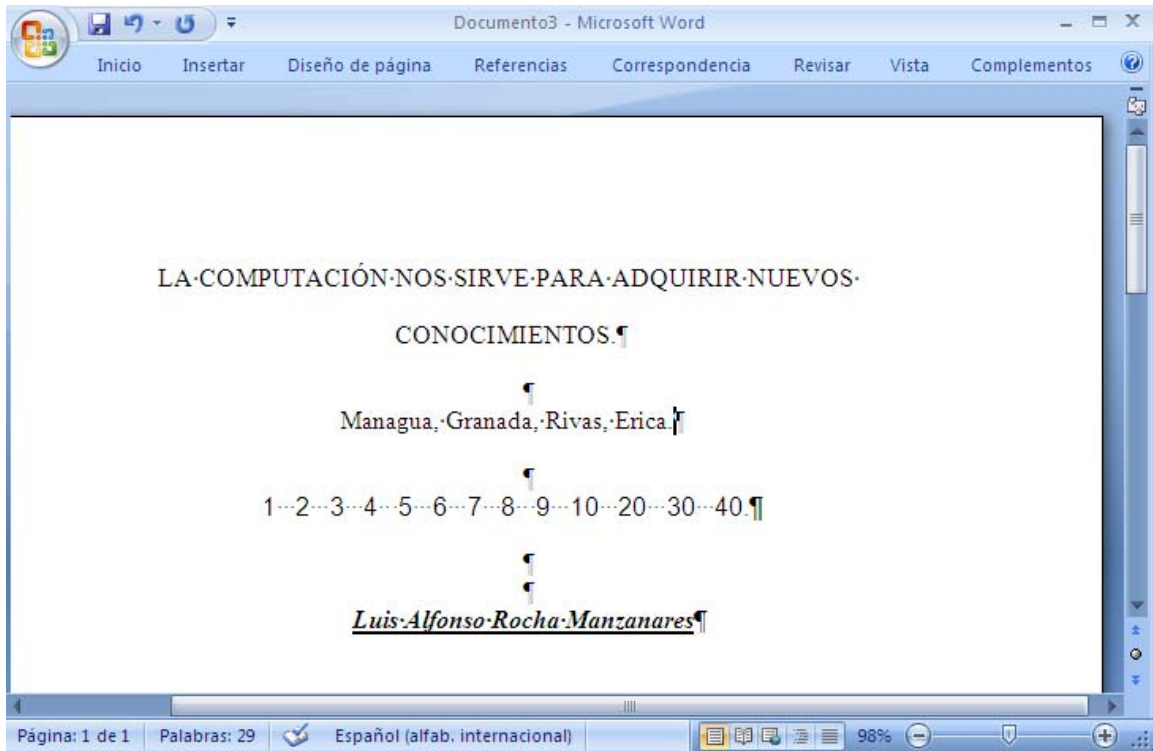 Documento3 - Microsoft Word
Inicio Insertar Diseño de página Referencias Correspondencia Revisar Vista Complementos
LA·COMPUTACIÓN·NOS·SIRVE·PARA·ADQUIRIR·NUEVOS·
CONOCIMIENTOS.¶
¶
Managua,·Granada,·Rivas,·Erica.¶
¶
1···2···3···4···5···6···7···8···9···10···20···30···40.¶
¶
¶
Luis·Alfonso·Rocha·Manzanares¶
Página: 1 de 1 Palabras: 29 Español (alfab. internacional) 98%